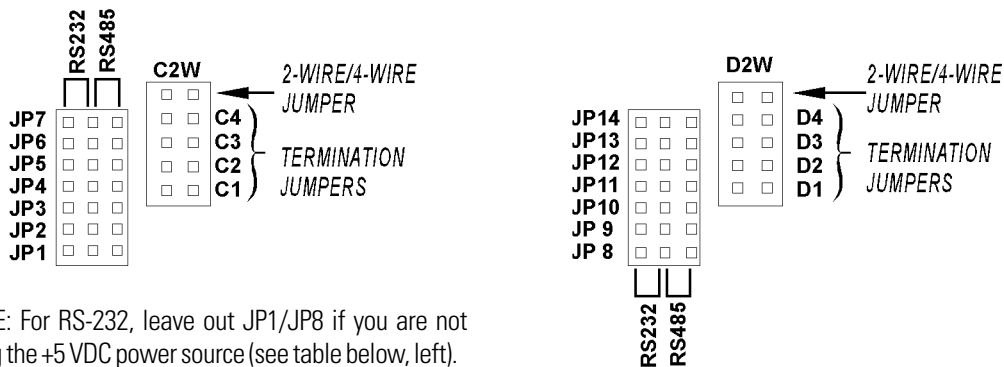 RS232
RS485
C2W
2-WIRE/4-WIRE
JUMPER
JP7
JP6
JP5
JP4
JP3
JP2
JP1
C4
C3
C2
C1
TERMINATION
JUMPERS
D2W
2-WIRE/4-WIRE
JUMPER
JP14
JP13
JP12
JP11
JP10
JP 9
JP 8
D4
D3
D2
D1
TERMINATION
JUMPERS
RS232
RS485
E: For RS-232, leave out JP1/JP8 if you are not
the +5 VDC power source (see table below, left).